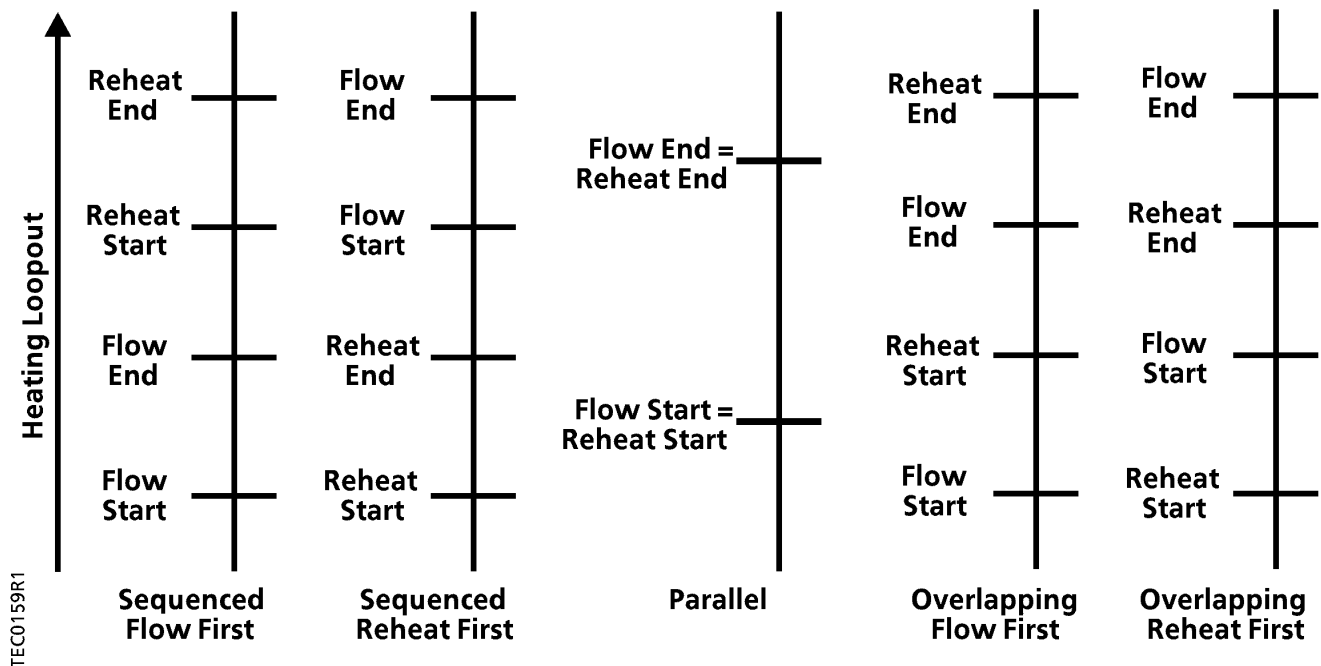 Heating Loopout
TEC0159R1
Reheat
End
Reheat
Start
Flow
End
Flow
Start
Sequenced
Flow First
Flow
End
Flow
Start
Reheat
End
Reheat
Start
Sequenced
Reheat First
Flow End =
Reheat End
Flow Start =
Reheat Start
Parallel
Reheat
End
Flow
End
Reheat
Start
Flow
Start
Overlapping
Flow First
Flow
End
Reheat
End
Flow
Start
Reheat
Start
Overlapping
Reheat First